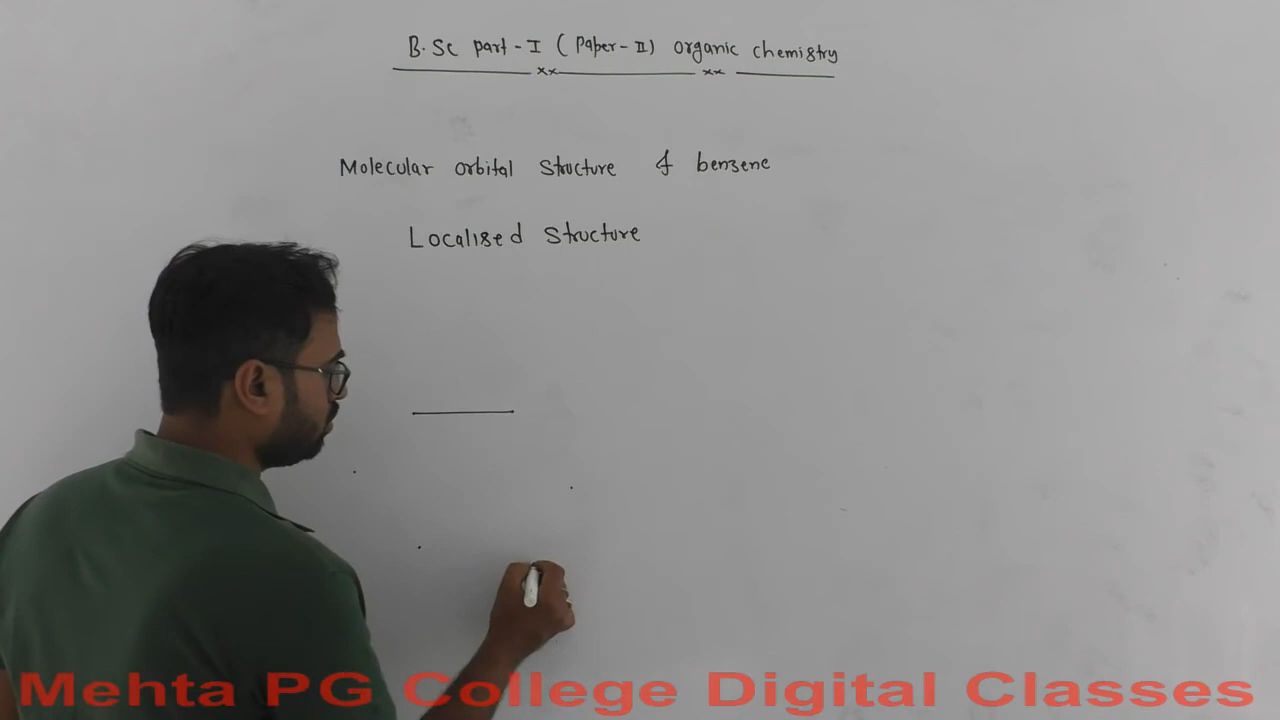 B.Sc part-I (Paper-II) organic chemistry
Molecular orbital Structure of benzene
Localised Structure
Mehta PG College Digital Classes